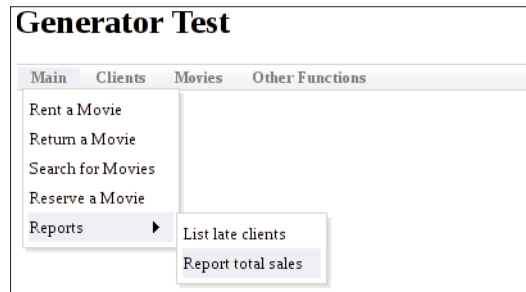 Generator Test
Main Clients Movies Other Functions
Rent a Movie
Return a Movie
Search for Movies
Reserve a Movie
Reports
List late clients
Report total sales